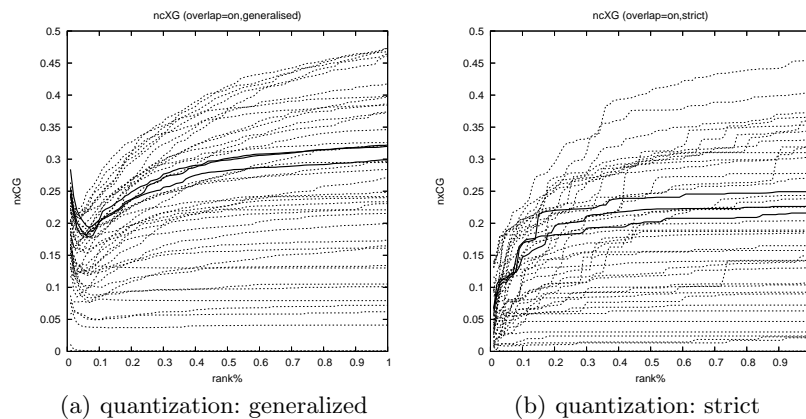 ncXG (overlap=on,generalised)
0.5
0.45
0.4
0.35
0.3
0.25
0.2
0.15
0.1
0.05
0
nxCG
0 0.1 0.2 0.3 0.4 0.5 0.6 0.7 0.8 0.9 1
rank%
(a) quantization: generalized
ncXG (overlap=on,strict)
0.5
0.45
0.4
0.35
0.3
0.25
0.2
0.15
0.1
0.05
0
nxCG
0 0.1 0.2 0.3 0.4 0.5 0.6 0.7 0.8 0.9
rank%
(b) quantization: strict